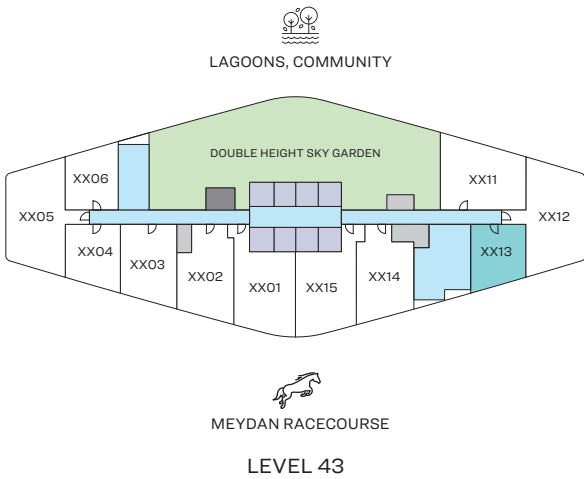 LAGOONS, COMMUNITY
DOUBLE HEIGHT SKY GARDEN
XX06
XX11
XX05
XX12
XX04
XX03
XX02
XX01
XX15
XX14
XX13
MEYDAN RACECOURSE
LEVEL 43